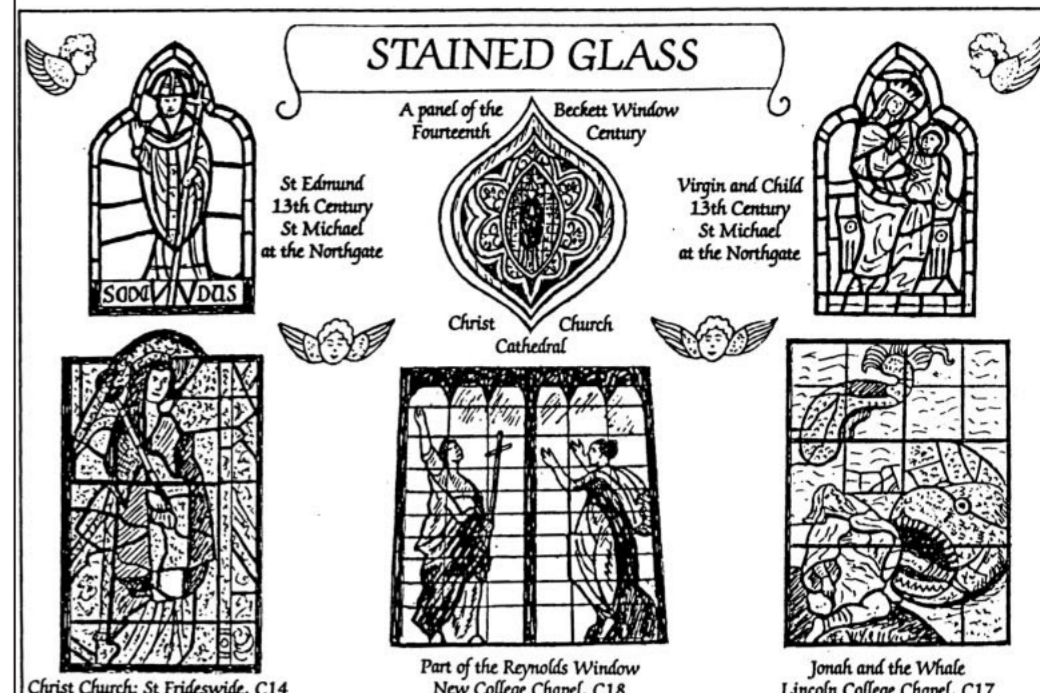 STAINED GLASS
A panel of the Beckett Window
Fourteenth Century
Christ Church
Cathedral
St Edmund
13th Century
St Michael
at the Northgate
Virgin and Child
13th Century
St Michael
at the Northgate
Christ Church: St Frideswide, C14
Part of the Reynolds Window
New College Chapel, C18
Jonah and the Whale
Lincoln College Chapel, C17